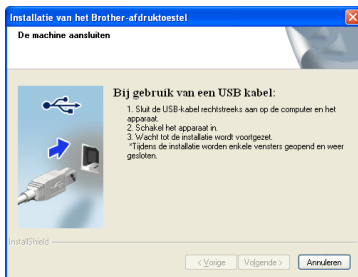 Installatie van het Brother-afdruktoestel
De machine aansluiten
Bij gebruik van een USB kabel:
1. Sluit de USB-kabel rechtstreeks aan op de computer en het
apparaat.
2. Schakel het apparaat in.
3. Wacht tot de installatie wordt voortgezet.
*Tijdens de installatie worden enkele vensters geopend en weer
gesloten.
InstallShield
< Vorige
Volgende >
Annuleren